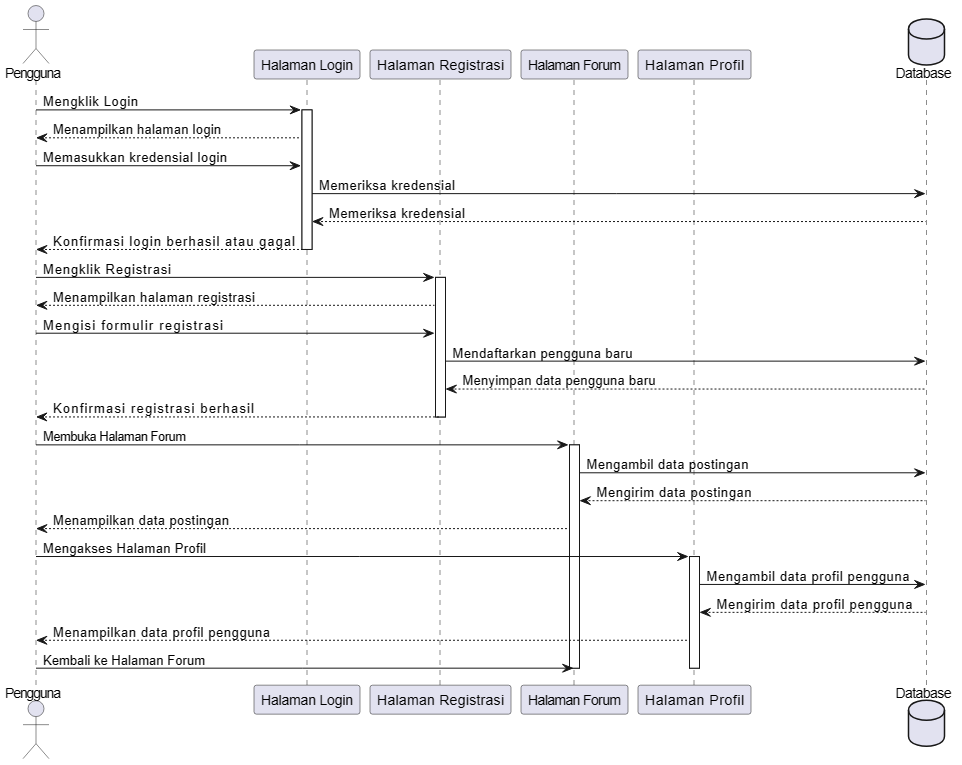 Pengguna
Halaman Login
Halaman Registrasi
Halaman Forum
Halaman Profil
Database
Mengklik Login
Menampilkan halaman login
Memasukkan kredensial login
Memeriksa kredensial
Memeriksa kredensial
Konfirmasi login berhasil atau gagal
Mengklik Registrasi
Menampilkan halaman registrasi
Mengisi formulir registrasi
Mendaftarkan pengguna baru
Menyimpan data pengguna baru
Konfirmasi registrasi berhasil
Membuka Halaman Forum
Mengambil data postingan
Mengirim data postingan
Menampilkan data postingan
Mengakses Halaman Profil
Mengambil data profil pengguna
Mengirim data profil pengguna
Menampilkan data profil pengguna
Kembali ke Halaman Forum
Pengguna
Halaman Login
Halaman Registrasi
Halaman Forum
Halaman Profil
Database